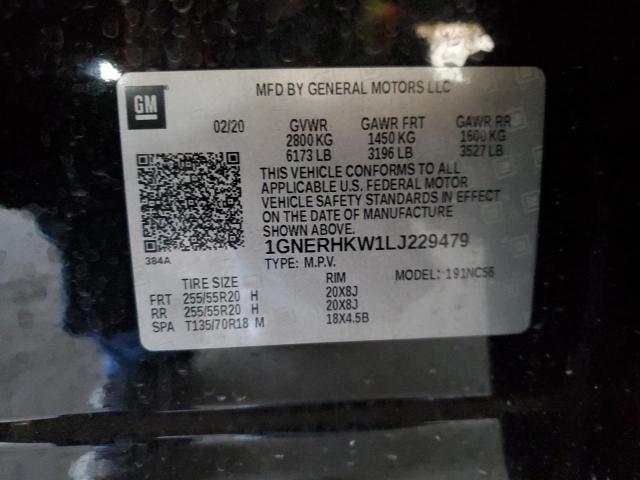 GM
MFD BY GENERAL MOTORS LLC
02/20 GVWR GAWR FRT GAWR RR
2800 KG 1450 KG 1600 KG
6173 LB 3196 LB 3527 LB
THIS VEHICLE CONFORMS TO ALL
APPLICABLE U.S. FEDERAL MOTOR
VEHICLE SAFETY STANDARDS IN EFFECT
ON THE DATE OF MANUFACTURE
SHOWN ABOVE.
384A
1GNERHKW1LJ229479
TYPE: M.P.V. MODEL: 191NC56
TIRE SIZE RIM
FRT 255/55R20 H 20X8J
RR 255/55R20 H 20X8J
SPA T135/70R18 M 18X4.5B